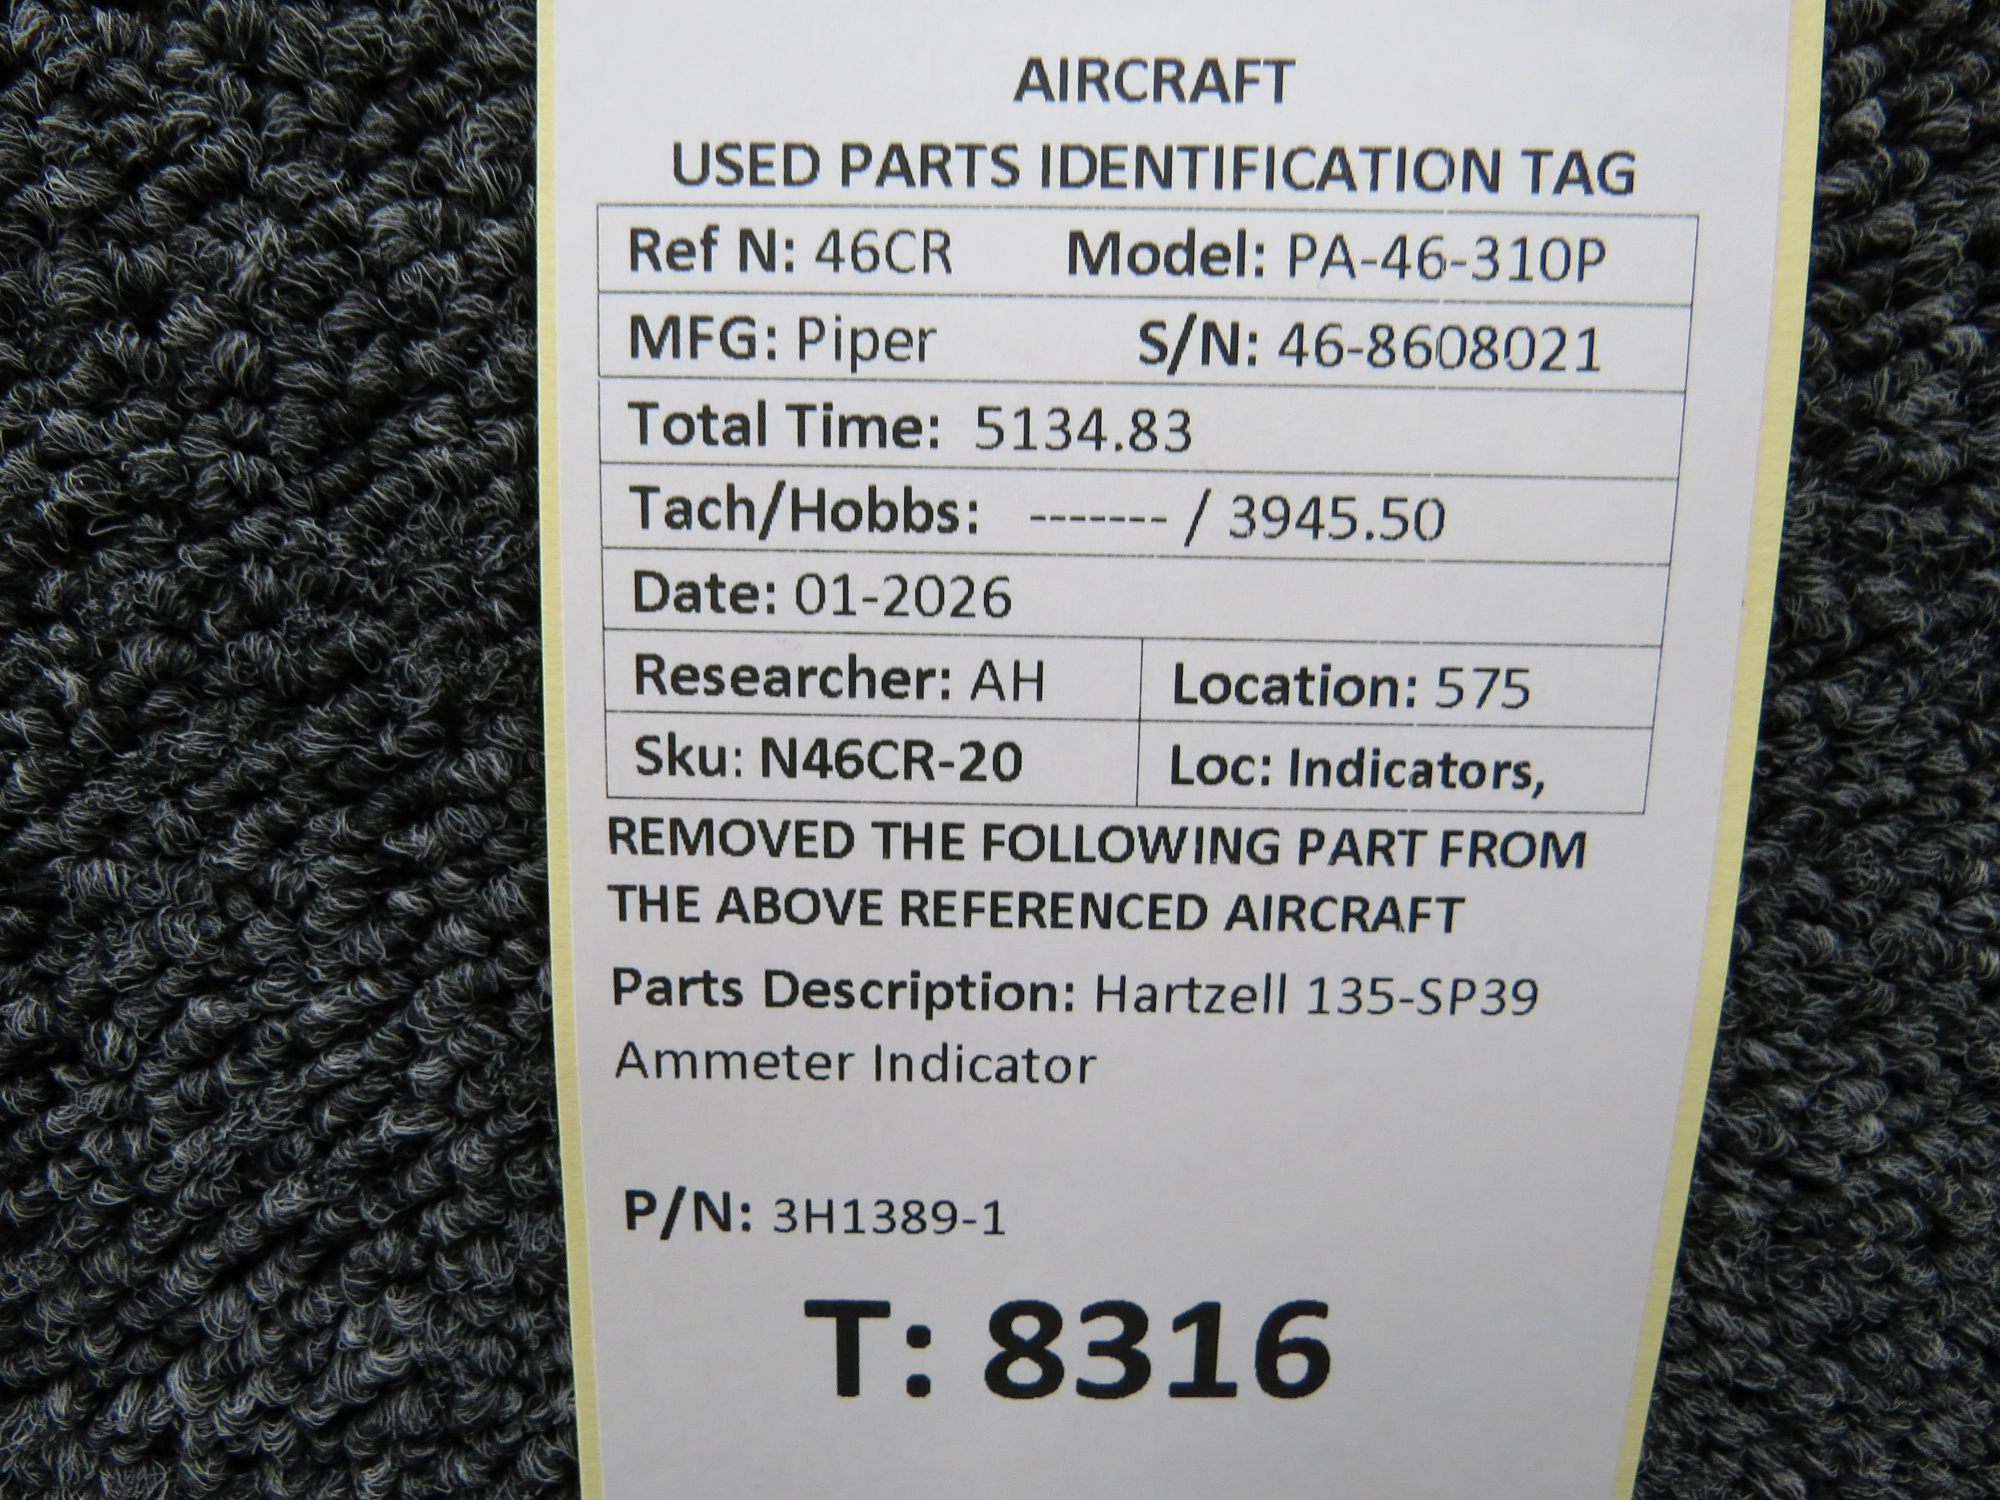 AIRCRAFT
USED PARTS IDENTIFICATION TAG
Ref N: 46CR Model: PA-46-310P
MFG: Piper S/N: 46-8608021
Total Time: 5134.83
Tach/Hobbs: ------- / 3945.50
Date: 01-2026
Researcher: AH Location: 575
Sku: N46CR-20 Loc: Indicators,
REMOVED THE FOLLOWING PART FROM
THE ABOVE REFERENCED AIRCRAFT
Parts Description: Hartzell 135-SP39
Ammeter Indicator
P/N: 3H1389-1
T: 8316